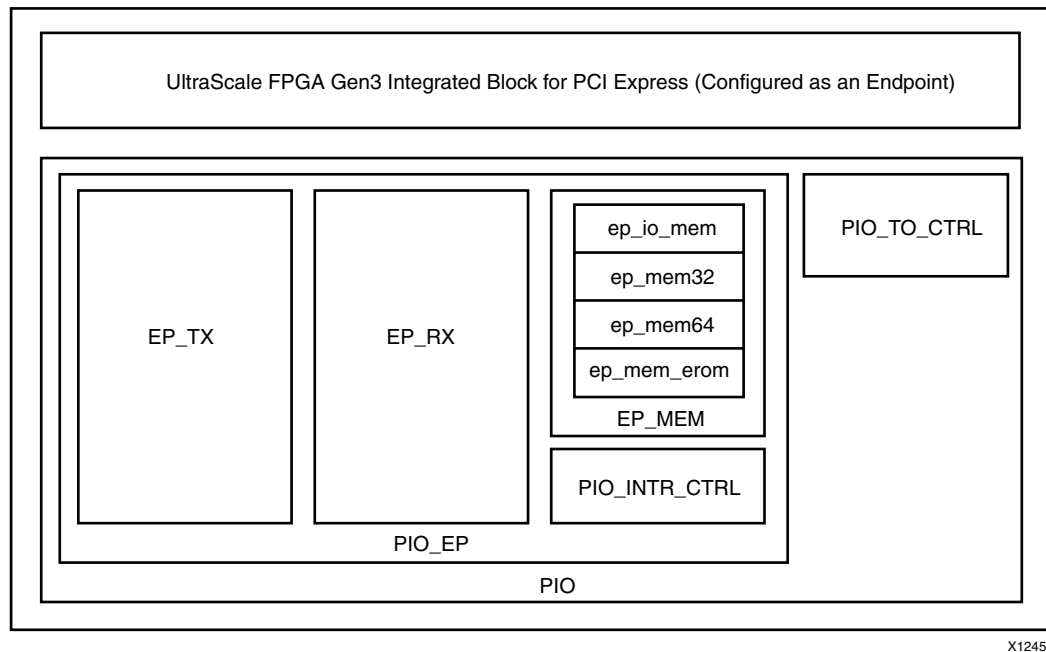 UltraScale FPGA Gen3 Integrated Block for PCI Express (Configured as an Endpoint)
EP_TX
EP_RX
ep_io_mem
ep_mem32
ep_mem64
ep_mem_erom
EP_MEM
PIO_INTR_CTRL
PIO_EP
PIO_TO_CTRL
PIO
X1245